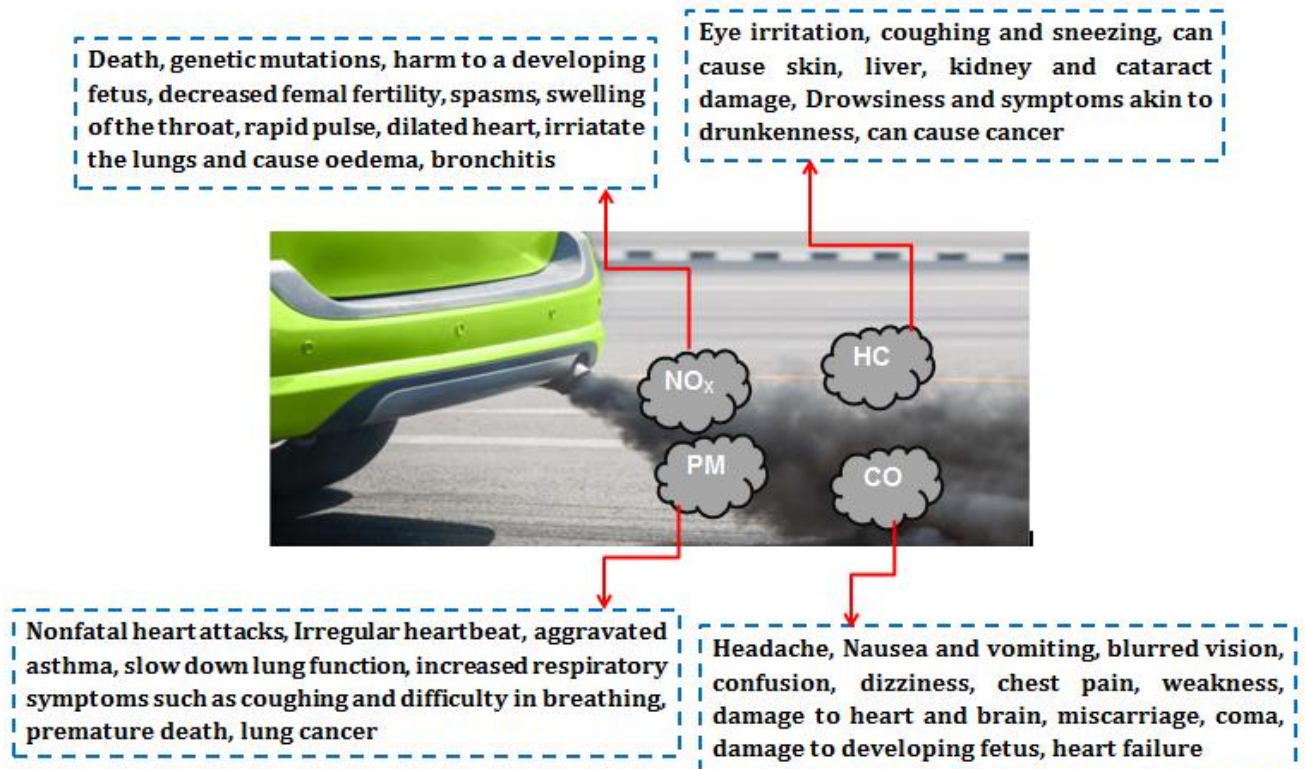 Death, genetic mutations, harm to a developing
fetus, decreased femal fertility, spasms, swelling
of the throat, rapid pulse, dilated heart, irriatate
the lungs and cause oedema, bronchitis
Eye irritation, coughing and sneezing, can
cause skin, liver, kidney and cataract
damage, Drowsiness and symptoms akin to
drunkenness, can cause cancer
NOX
HC
PM
CO
Nonfatal heart attacks, Irregular heartbeat, aggravated
asthma, slow down lung function, increased respiratory
symptoms such as coughing and difficulty in breathing,
premature death, lung cancer
Headache, Nausea and vomiting, blurred vision,
confusion, dizziness, chest pain, weakness,
damage to heart and brain, miscarriage, coma,
damage to developing fetus, heart failure